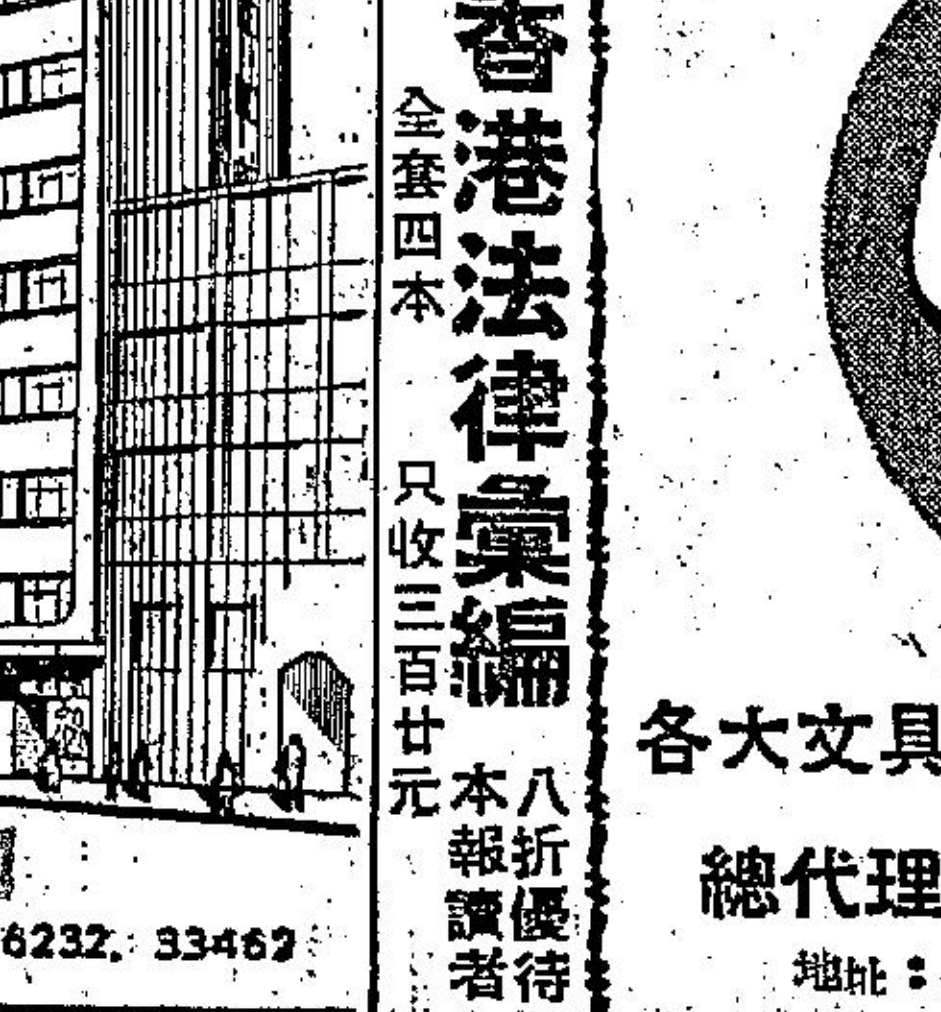 香港法律彙編
八折優待
本報讀者
全套四本 只收三百廿元
各大文具
總代理
地址：
6232, 33462